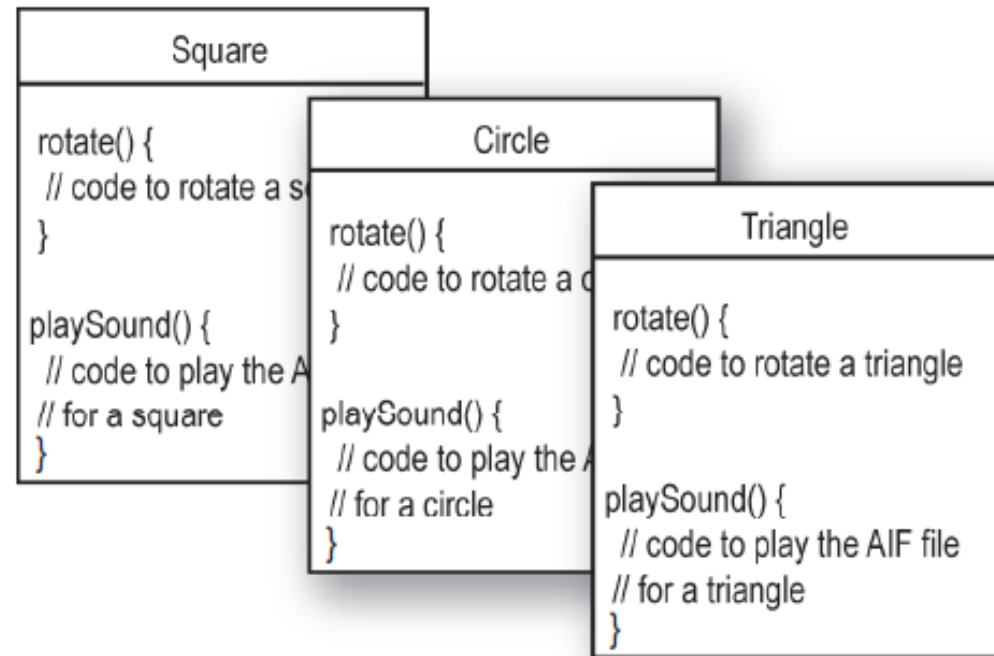 Square
rotate() {
// code to rotate a
}
playSound() {
// code to play the
// for a square
}
Circle
rotate() {
// code to rotate a
}
playSound() {
// code to play the
// for a circle
}
Triangle
rotate() {
// code to rotate a triangle
}
playSound() {
// code to play the AIF file
// for a triangle
}